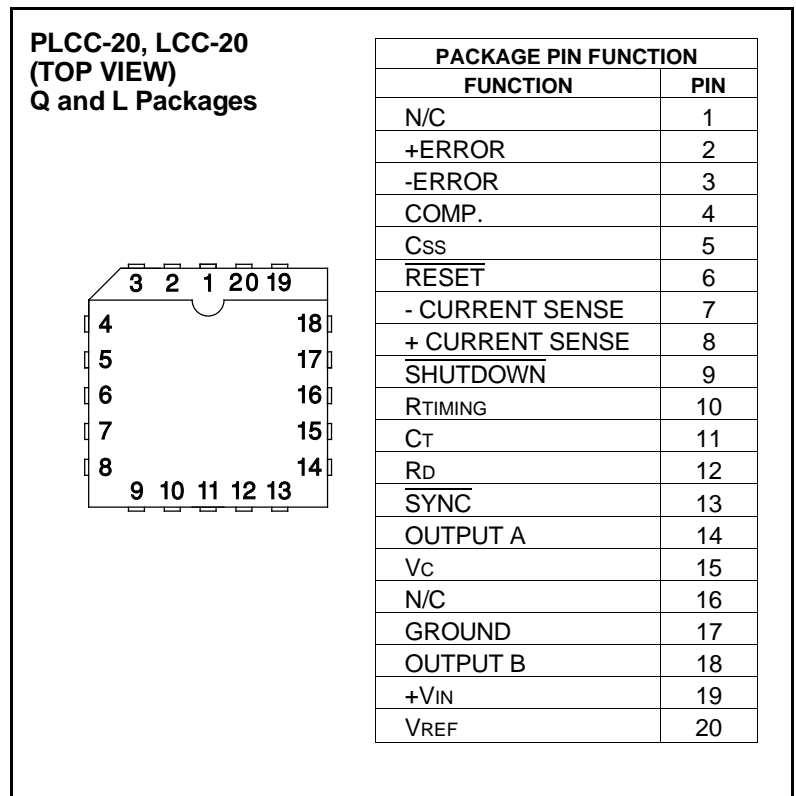 PLCC-20, LCC-20
(TOP VIEW)
Q and L Packages
3 2 1 20 19
4 18
5 17
6 16
7 15
8 14
9 10 11 12 13
PACKAGE PIN FUNCTION
FUNCTION PIN
N/C 1
+ERROR 2
-ERROR 3
COMP. 4
CSS 5
R̅E̅S̅E̅T̅ 6
- CURRENT SENSE 7
+ CURRENT SENSE 8
S̅H̅U̅T̅D̅O̅W̅N̅ 9
RTIMING 10
CT 11
RD 12
S̅Y̅N̅C̅ 13
OUTPUT A 14
VC 15
N/C 16
GROUND 17
OUTPUT B 18
+VIN 19
VREF 20